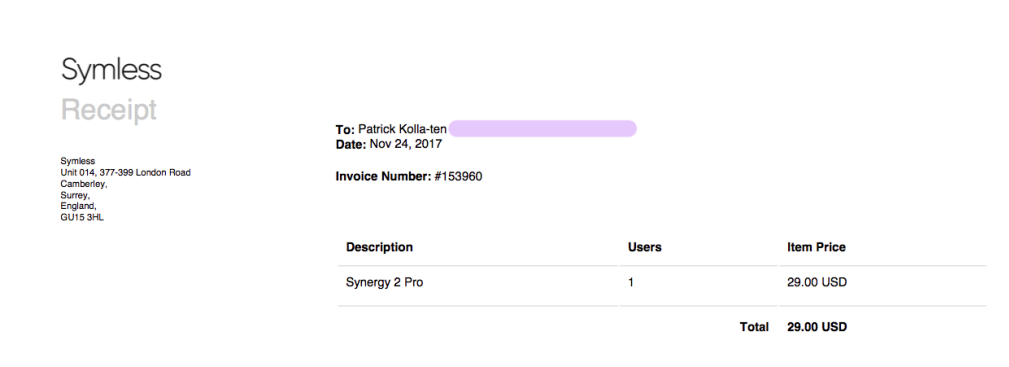 Symless
Receipt
To: Patrick Kolla-ten
Date: Nov 24, 2017
Invoice Number: #153960
Symless
Unit 014, 377-399 London Road
Camberley,
Surrey,
England,
GU15 3HL
Description Users Item Price
Synergy 2 Pro 1 29.00 USD
Total 29.00 USD